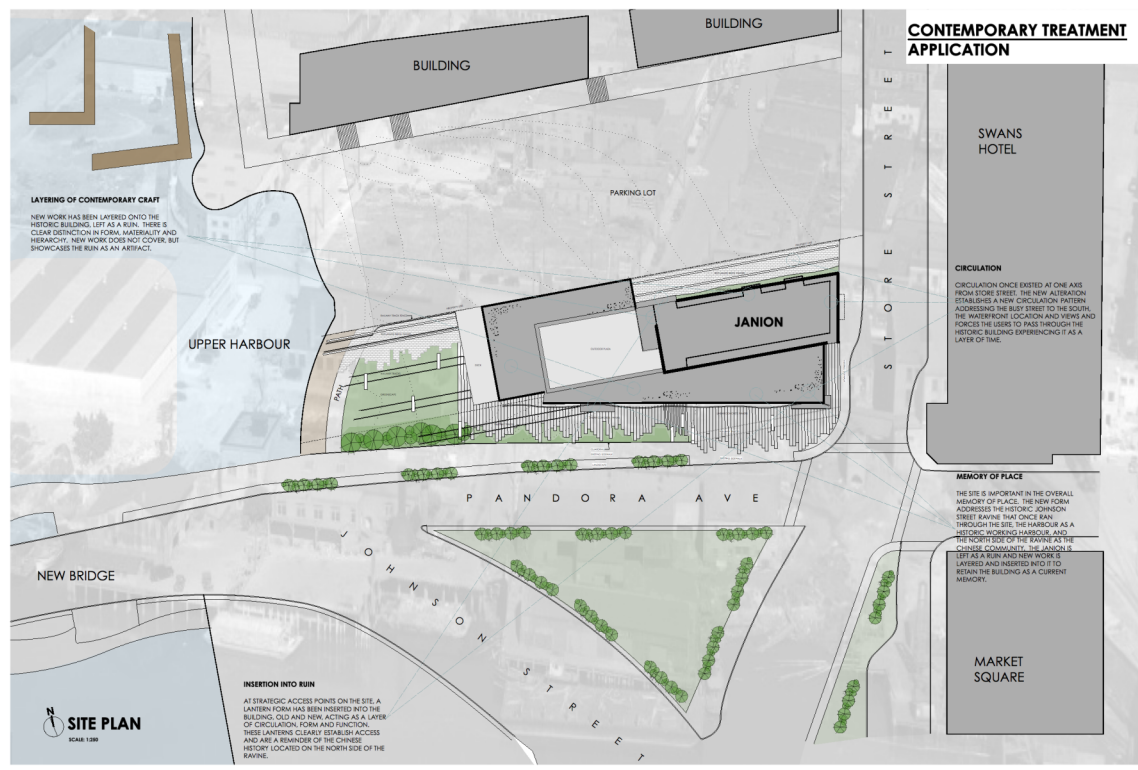 CONTEMPORARY TREATMENT
APPLICATION
BUILDING
BUILDING
SWANS
HOTEL
STORE STREET
PARKING LOT
LAYERING OF CONTEMPORARY CRAFT
NEW WORK HAS BEEN LAYERED ONTO THE
HISTORIC BUILDING, LEFT AS A RUIN. THERE IS
CLEAR DISTINCTION IN FORM, MATERIALITY AND
HIERARCHY. NEW WORK DOES NOT COVER, BUT
SHOWCASES THE RUIN AS AN ARTIFACT.
CIRCULATION
CIRCULATION ONCE EXISTED AT ONE AXIS
FROM STORE STREET. THE NEW ALTERATION
ESTABLISHES A NEW CIRCULATION PATTERN
ADDRESSING THE BUSY STREET TO THE SOUTH,
THE WATERFRONT LOCATION AND VIEWS AND
FORCES THE USERS TO PASS THROUGH THE
HISTORIC BUILDING EXPERIENCING IT AS A
LAYER OF TIME.
JANION
UPPER HARBOUR
PATH
PANDORA AVE
MEMORY OF PLACE
THE SITE IS IMPORTANT IN THE OVERALL
MEMORY OF PLACE. THE NEW FORM
ADDRESSES THE HISTORIC JOHNSON
STREET RAVINE THAT ONCE RAN
THROUGH THE SITE, THE HARBOUR AS A
HISTORIC WORKING HARBOUR, AND
THE NORTH SIDE OF THE RAVINE AS THE
CHINESE COMMUNITY. THE JANION IS
LEFT AS A RUIN AND NEW WORK IS
LAYERED AND INSERTED INTO IT TO
RETAIN THE BUILDING AS A CURRENT
MEMORY.
JOHNSON STREET
NEW BRIDGE
MARKET
SQUARE
INSERTION INTO RUIN
AT STRATEGIC ACCESS POINTS ON THE SITE, A
LANTERN FORM HAS BEEN INSERTED INTO THE
BUILDING, OLD AND NEW, ACTING AS A LAYER
OF CIRCULATION, FORM AND FUNCTION.
THESE LANTERNS CLEARLY ESTABLISH ACCESS
AND ARE A REMINDER OF THE CHINESE
HISTORY LOCATED ON THE NORTH SIDE OF THE
RAVINE.
N
SITE PLAN
SCALE: 1:250